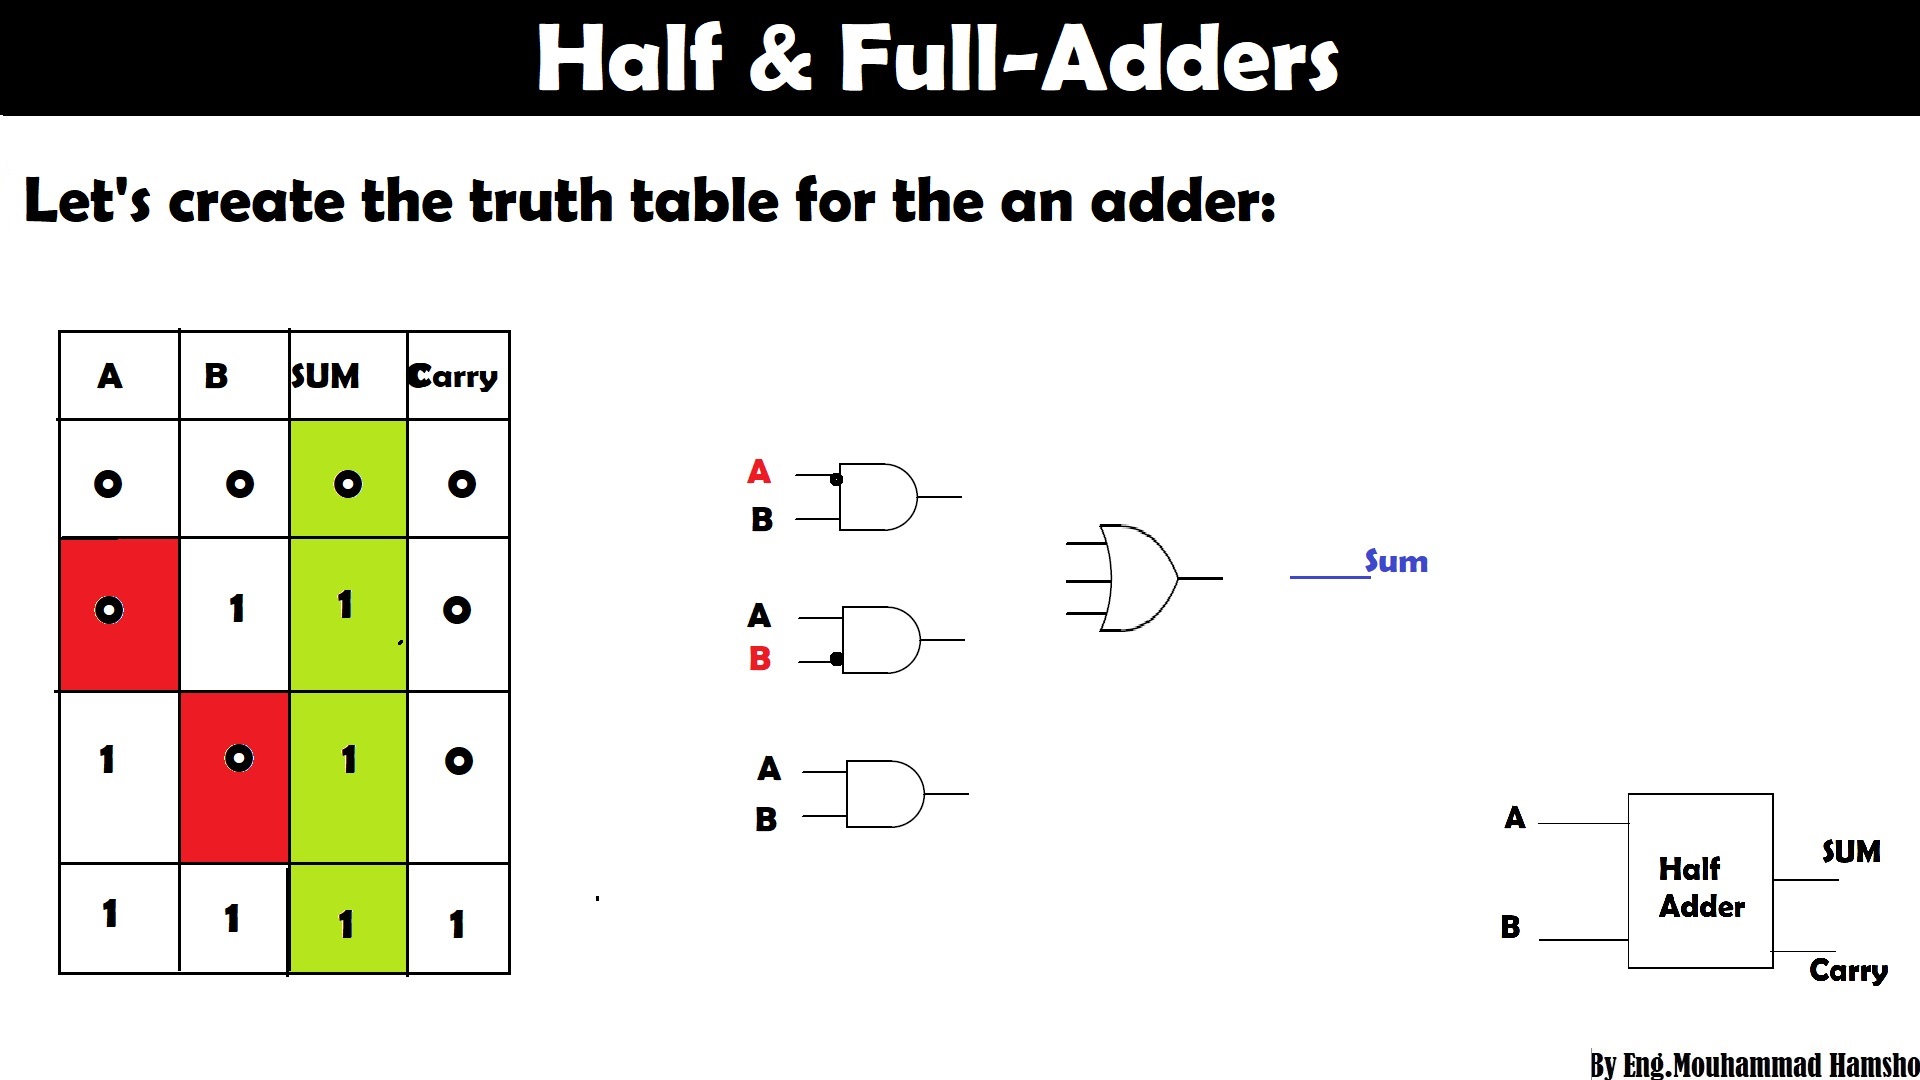 Half & Full-Adders
Let's create the truth table for the an adder:
A B SUM Carry
0 0 0 0
0 1 1 0
1 0 1 0
1 1 1 1
A
B
A
B
A
B
Sum
A
B
Half
Adder
SUM
Carry
By Eng.Mouhammad Hamsho